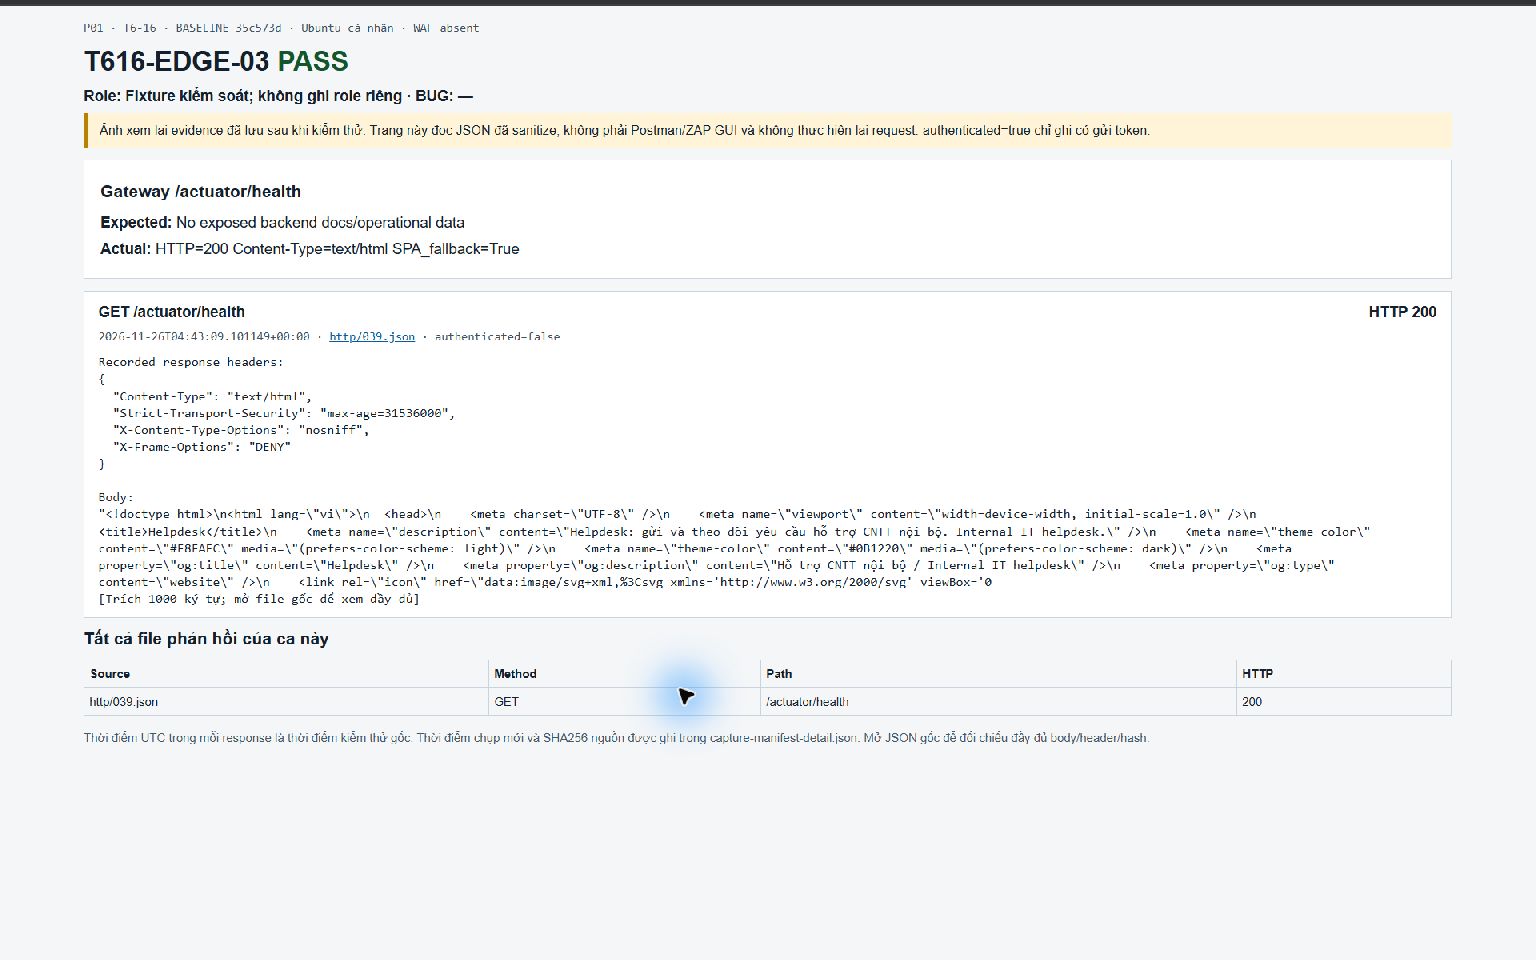 P01 · T6-16 · BASELINE 35c573d · Ubuntu cá nhân · WAF absent
T616-EDGE-03 PASS
Role: Fixture kiểm soát; không ghi role riêng · BUG: —
Ảnh xem lại evidence đã lưu sau kiểm thử. Trang này đọc JSON đã sanitize, không phải Postman/ZAP GUI và không thực hiện lại request. authenticated=true chỉ ghi có gửi token.
Gateway /actuator/health
Expected: No exposed backend docs/operational data
Actual: HTTP=200 Content-Type=text/html SPA_fallback=True
GET /actuator/health HTTP 200
2026-11-26T04:43:09.101149+00:00 · http/039.json · authenticated=false
Recorded response headers:
{
"Content-Type": "text/html",
"Strict-Transport-Security": "max-age=31536000",
"X-Content-Type-Options": "nosniff",
"X-Frame-Options": "DENY"
}
Body:
"<!doctype html>\n<html lang=\"vi\">\n  <head>\n    <meta charset=\"UTF-8\" />\n    <meta name=\"viewport\" content=\"width=device-width, initial-scale=1.0\" />\n
<title>Helpdesk</title>\n    <meta name=\"description\" content=\"Helpdesk: gửi và theo dõi yêu cầu hỗ trợ CNTT nội bộ. Internal IT helpdesk.\" />\n    <meta name=\"theme-color\"
content=\"#F8FAFC\" media=\"(prefers-color-scheme: light)\" />\n    <meta name=\"theme-color\" content=\"#0B1220\" media=\"(prefers-color-scheme: dark)\" />\n    <meta
property=\"og:title\" content=\"Helpdesk\" />\n    <meta property=\"og:description\" content=\"Hỗ trợ CNTT nội bộ / Internal IT helpdesk\" />\n    <meta property=\"og:type\"
content=\"website\" />\n    <link rel=\"icon\" href=\"data:image/svg+xml,%3Csvg xmlns='http://www.w3.org/2000/svg' viewBox='0
[Trích 1000 ký tự; mở file gốc để xem đầy đủ]
Tất cả file phản hồi của ca này
Source Method Path HTTP
http/039.json GET /actuator/health 200
Thời điểm UTC trong mỗi response là thời điểm kiểm thử gốc. Thời điểm chụp mới và SHA256 nguồn được ghi trong capture-manifest-detail.json. Mở JSON gốc để đối chiếu đầy đủ body/header/hash.